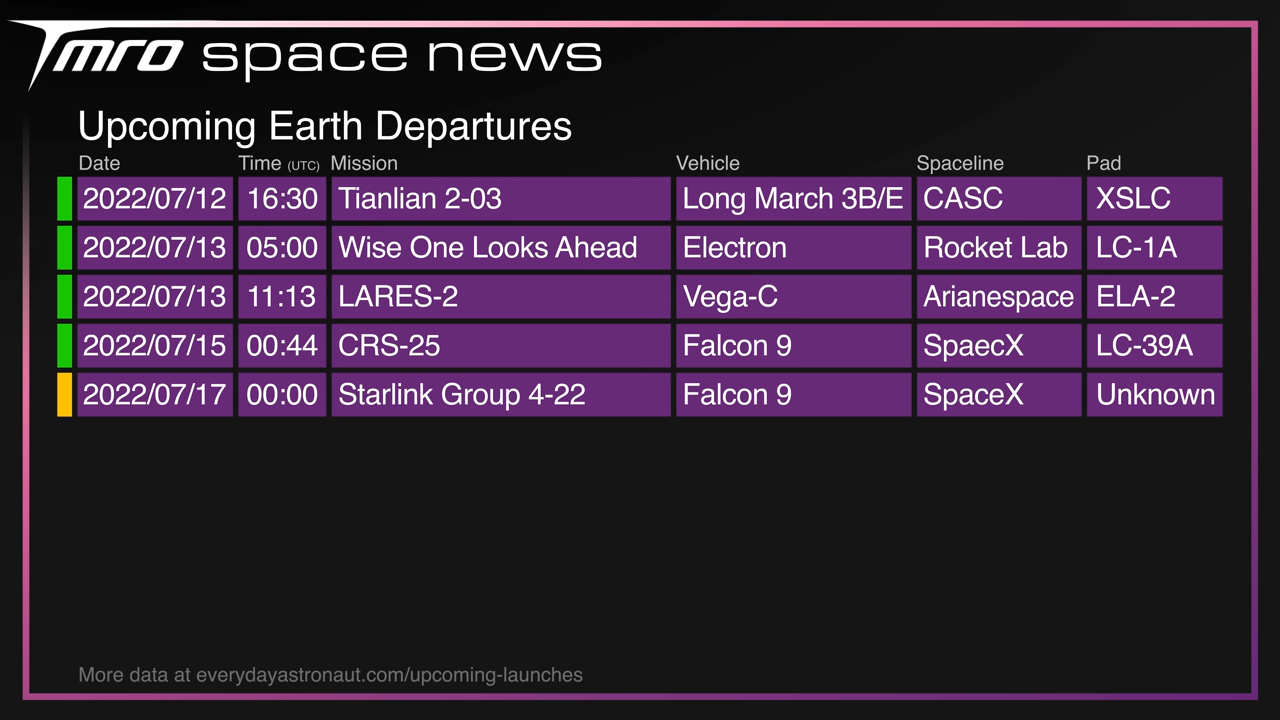 TMRO space news
Upcoming Earth Departures
Date Time (UTC) Mission Vehicle Spaceline Pad
2022/07/12 16:30 Tianlian 2-03 Long March 3B/E CASC XSLC
2022/07/13 05:00 Wise One Looks Ahead Electron Rocket Lab LC-1A
2022/07/13 11:13 LARES-2 Vega-C Arianespace ELA-2
2022/07/15 00:44 CRS-25 Falcon 9 SpaecX LC-39A
2022/07/17 00:00 Starlink Group 4-22 Falcon 9 SpaceX Unknown
More data at everydayastronaut.com/upcoming-launches